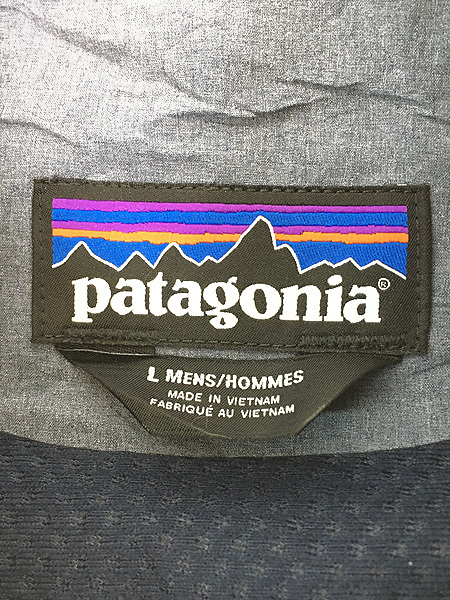 patagonia®
L MENS/HOMMES
MADE IN VIETNAM
FABRIQUÉ AU VIETNAM